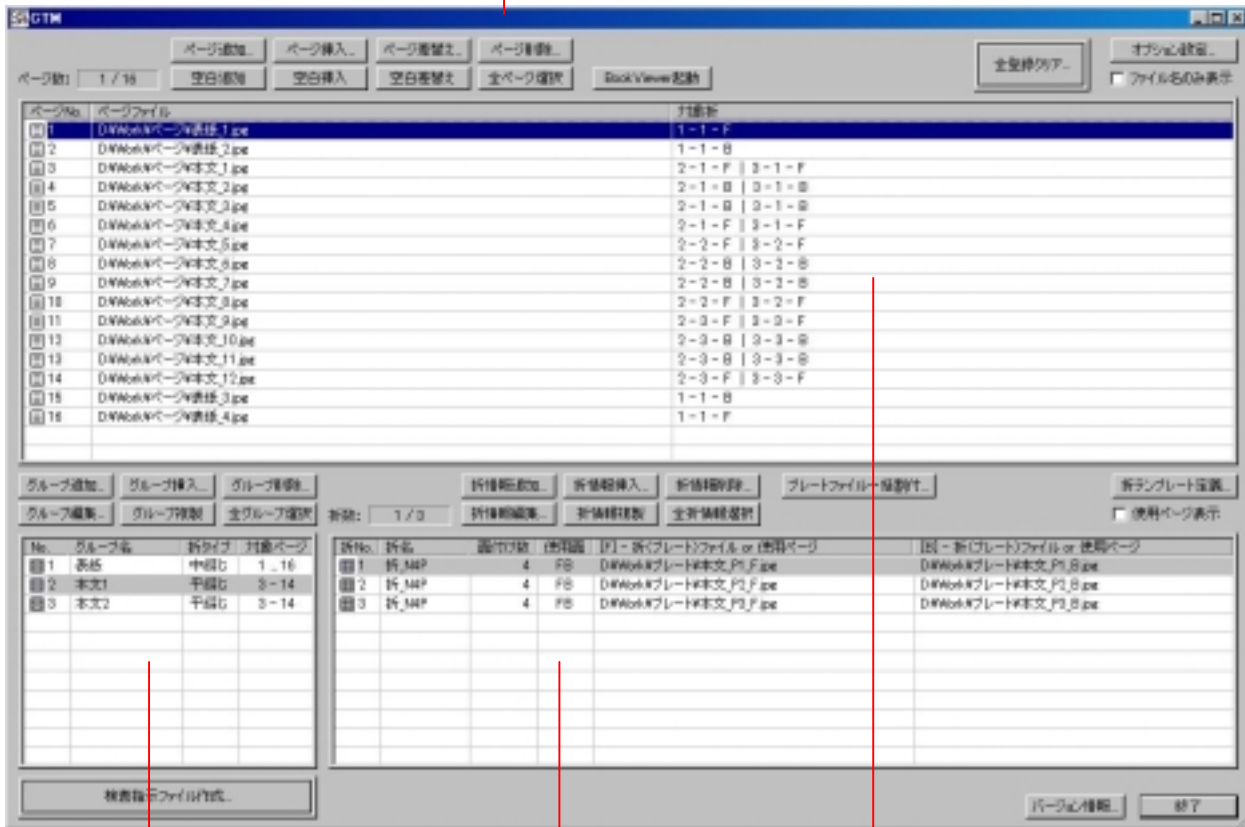 GTM
ページ追加... ページ挿入... ページ差替え... ページ削除...
全登録クリア... オプション設定...
ページ数: 1 / 16 空白追加 空白挿入 空白差替え 全ページ選択 Book Viewer起動 ファイル名のみ表示
ページNo. ページファイル 対象折
1 D:¥Work¥ページ¥表紙_1.jpg 1-1-F
2 D:¥Work¥ページ¥表紙_2.jpg 1-1-B
3 D:¥Work¥ページ¥本文_1.jpg 2-1-F | 3-1-F
4 D:¥Work¥ページ¥本文_2.jpg 2-1-B | 3-1-B
5 D:¥Work¥ページ¥本文_3.jpg 2-1-B | 3-1-B
6 D:¥Work¥ページ¥本文_4.jpg 2-1-F | 3-1-F
7 D:¥Work¥ページ¥本文_5.jpg 2-2-F | 3-2-F
8 D:¥Work¥ページ¥本文_6.jpg 2-2-B | 3-2-B
9 D:¥Work¥ページ¥本文_7.jpg 2-2-B | 3-2-B
10 D:¥Work¥ページ¥本文_8.jpg 2-2-F | 3-2-F
11 D:¥Work¥ページ¥本文_9.jpg 2-3-F | 3-3-F
12 D:¥Work¥ページ¥本文_10.jpg 2-3-B | 3-3-B
13 D:¥Work¥ページ¥本文_11.jpg 2-3-B | 3-3-B
14 D:¥Work¥ページ¥本文_12.jpg 2-3-F | 3-3-F
15 D:¥Work¥ページ¥表紙_3.jpg 1-1-B
16 D:¥Work¥ページ¥表紙_4.jpg 1-1-F
グループ追加... グループ挿入... グループ削除... 折情報追加... 折情報挿入... 折情報削除... プレートファイル一括割付... 折テンプレート定義...
グループ編集... グループ複製 全グループ選択 折数: 1 / 3 折情報編集... 折情報複製 全折情報選択 使用ページ表示
No. グループ名 折タイプ 対象ページ 折No. 折名 面付け数 使用面 [F] - 折(プレート)ファイル or 使用ページ [B] - 折(プレート)ファイル or 使用ページ
1 表紙 中綴じ 1 .. 16 1 折_N4P 4 FB D:¥Work¥プレート¥本文_P1_F.jpg D:¥Work¥プレート¥本文_P1_B.jpg
2 本文1 平綴じ 3 - 14 2 折_N4P 4 FB D:¥Work¥プレート¥本文_P2_F.jpg D:¥Work¥プレート¥本文_P2_B.jpg
3 本文2 平綴じ 3 - 14 3 折_N4P 4 FB D:¥Work¥プレート¥本文_P3_F.jpg D:¥Work¥プレート¥本文_P3_B.jpg
検査指示ファイル作成...
バージョン情報... 終了